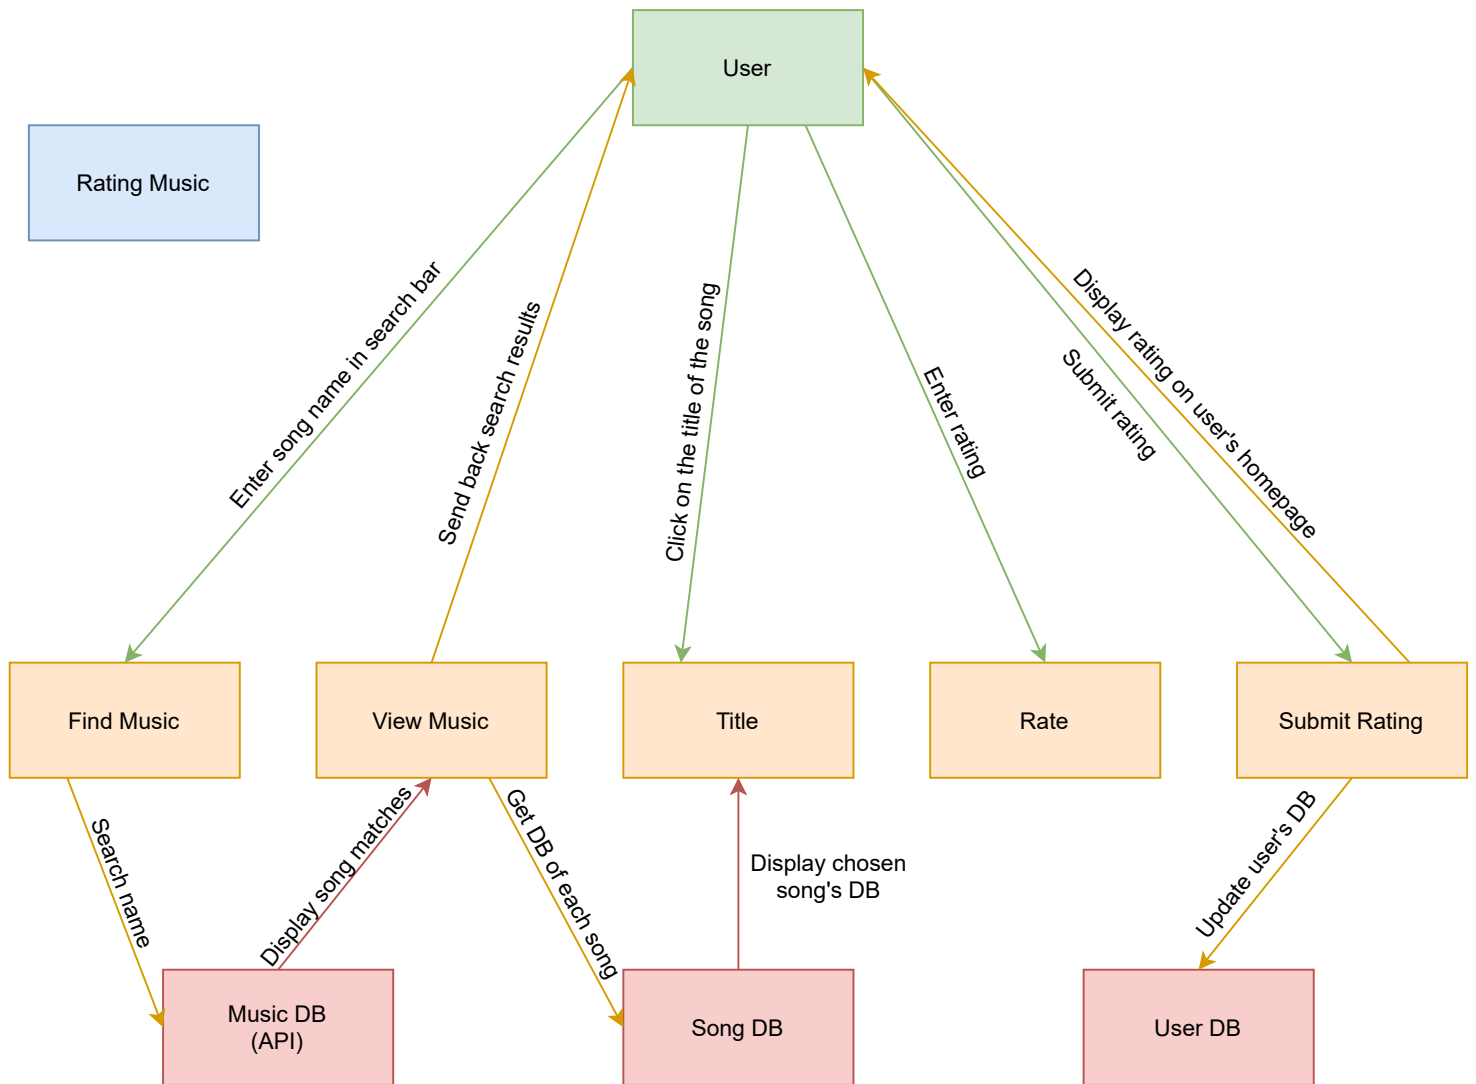 User
Rating Music
Enter song name in search bar
Send back search results
Click on the title of the song
Enter rating
Submit rating
Display rating on user's homepage
Find Music
View Music
Title
Rate
Submit Rating
Search name
Display song matches
Get DB of each song
Display chosen
song's DB
Update user's DB
Music DB
(API)
Song DB
User DB